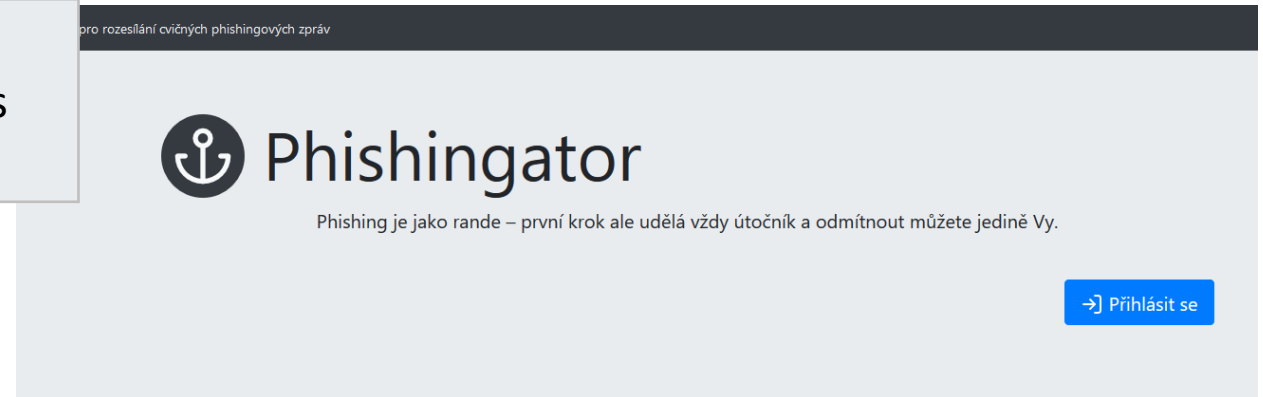 pro rozesílání cvičných phishingových zpráv
Phishingator
Phishing je jako rande – první krok ale udělá vždy útočník a odmítnout můžete jedině Vy.
Přihlásit se